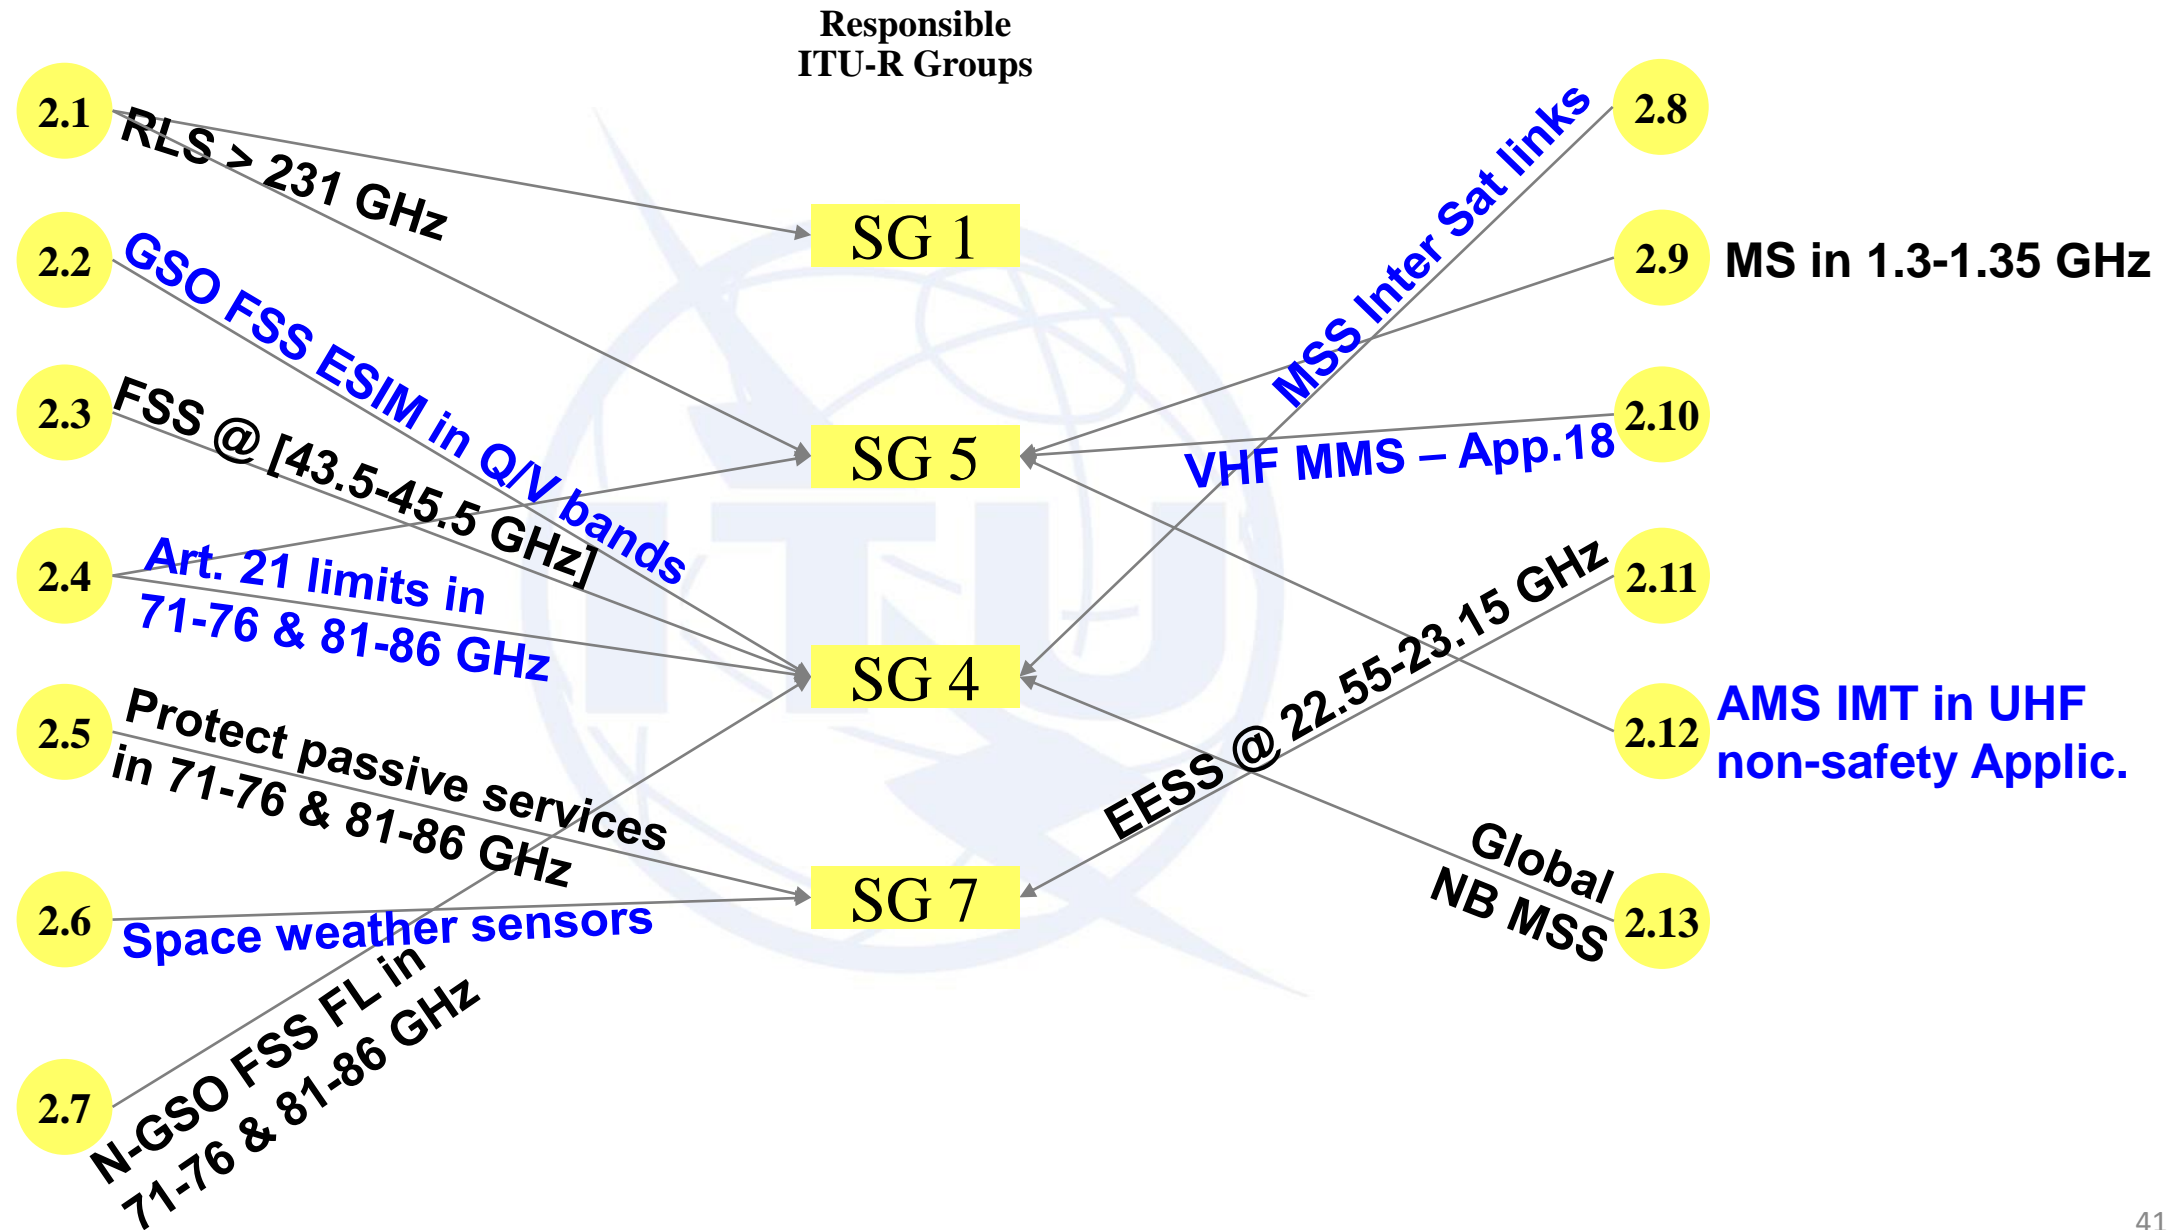 Responsible
ITU-R Groups
2.1
RLS > 231 GHz
2.2
GSO FSS ESIM in Q/V bands
2.3
FSS @ [43.5-45.5 GHz]
2.4
Art. 21 limits in
71-76 & 81-86 GHz
2.5
Protect passive services
in 71-76 & 81-86 GHz
2.6
Space weather sensors
2.7
N-GSO FSS FL in
71-76 & 81-86 GHz
SG 1
SG 5
SG 4
SG 7
ITU
2.8
MSS Inter Sat links
2.9
MS in 1.3-1.35 GHz
2.10
VHF MMS – App.18
2.11
EESS @ 22.55-23.15 GHz
2.12
AMS IMT in UHF
non-safety Applic.
2.13
Global
NB MSS
41